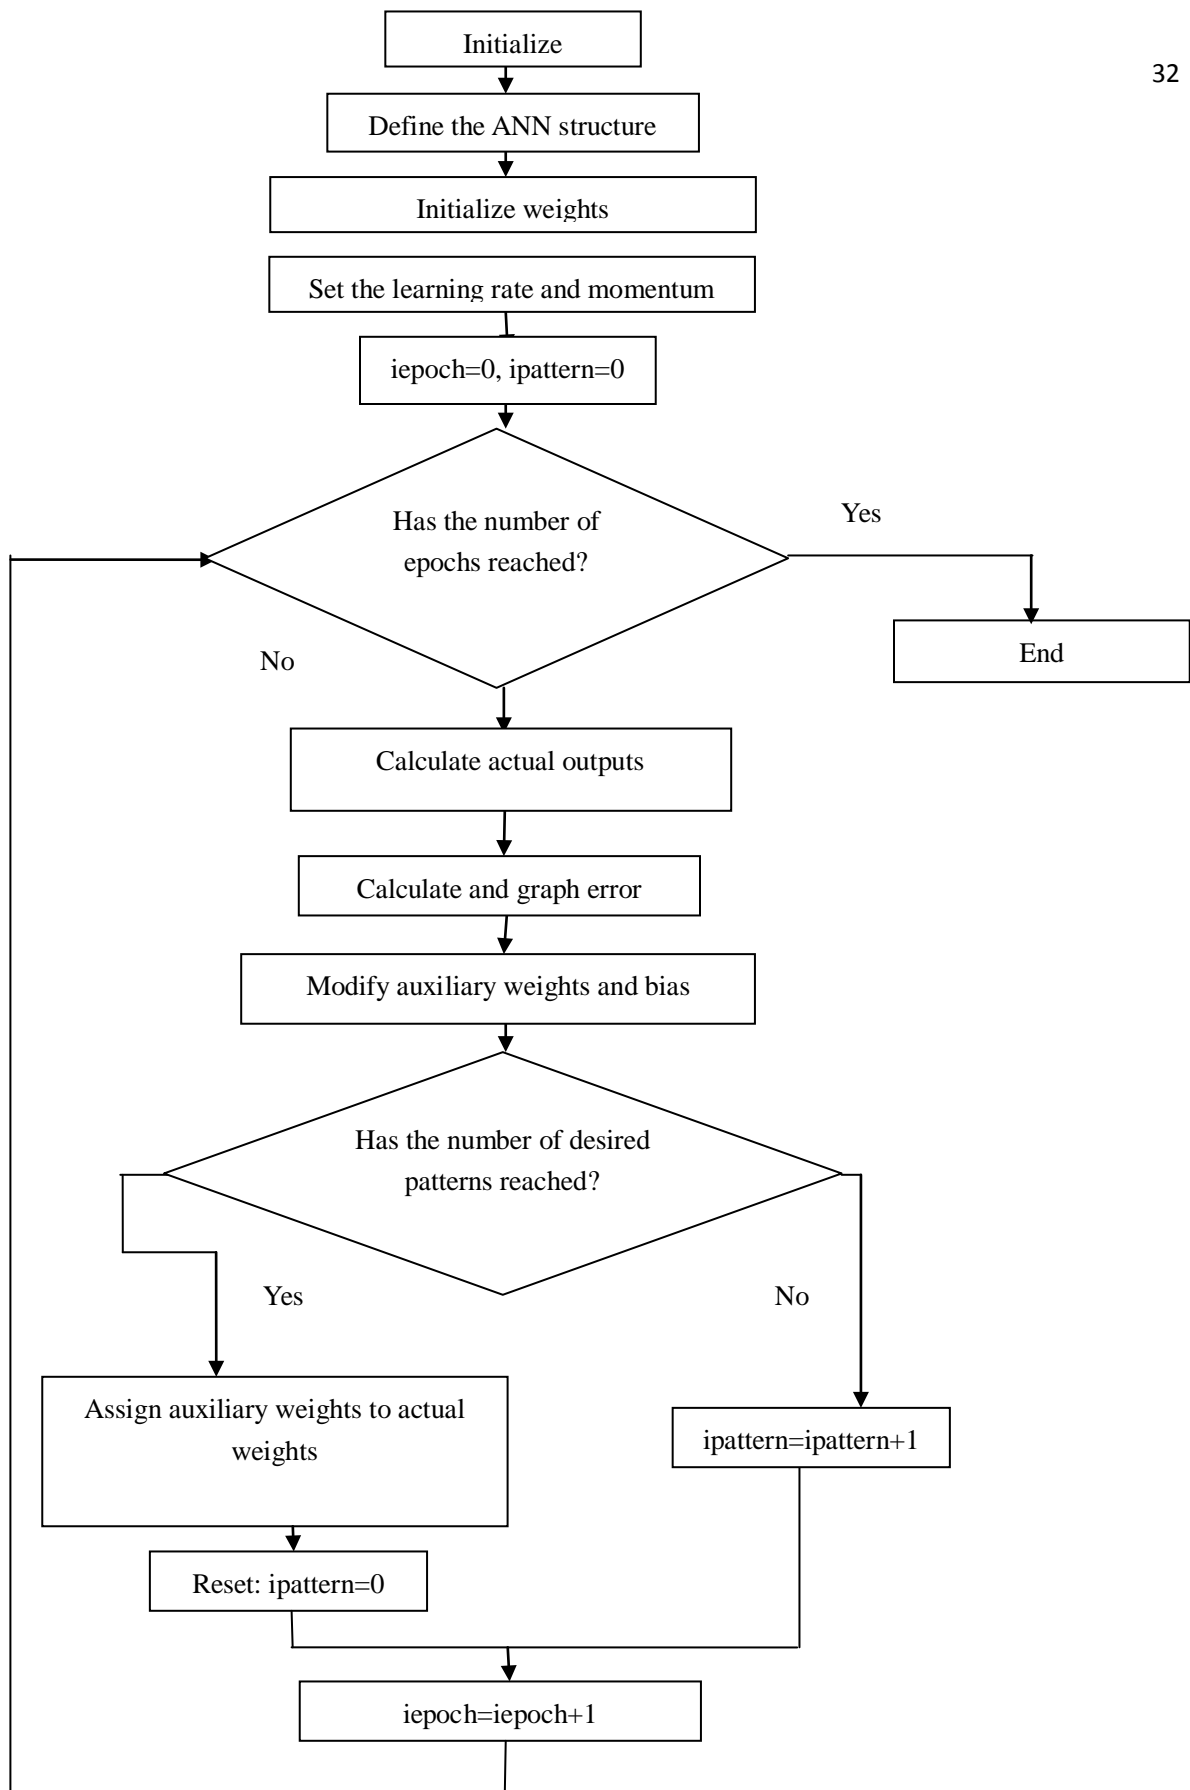 Initialize
32
Define the ANN structure
Initialize weights
Set the learning rate and momentum
iepoch=0, ipattern=0
Has the number of
epochs reached?
Yes
No
End
Calculate actual outputs
Calculate and graph error
Modify auxiliary weights and bias
Has the number of desired
patterns reached?
Yes
No
Assign auxiliary weights to actual
weights
ipattern=ipattern+1
Reset: ipattern=0
iepoch=iepoch+1